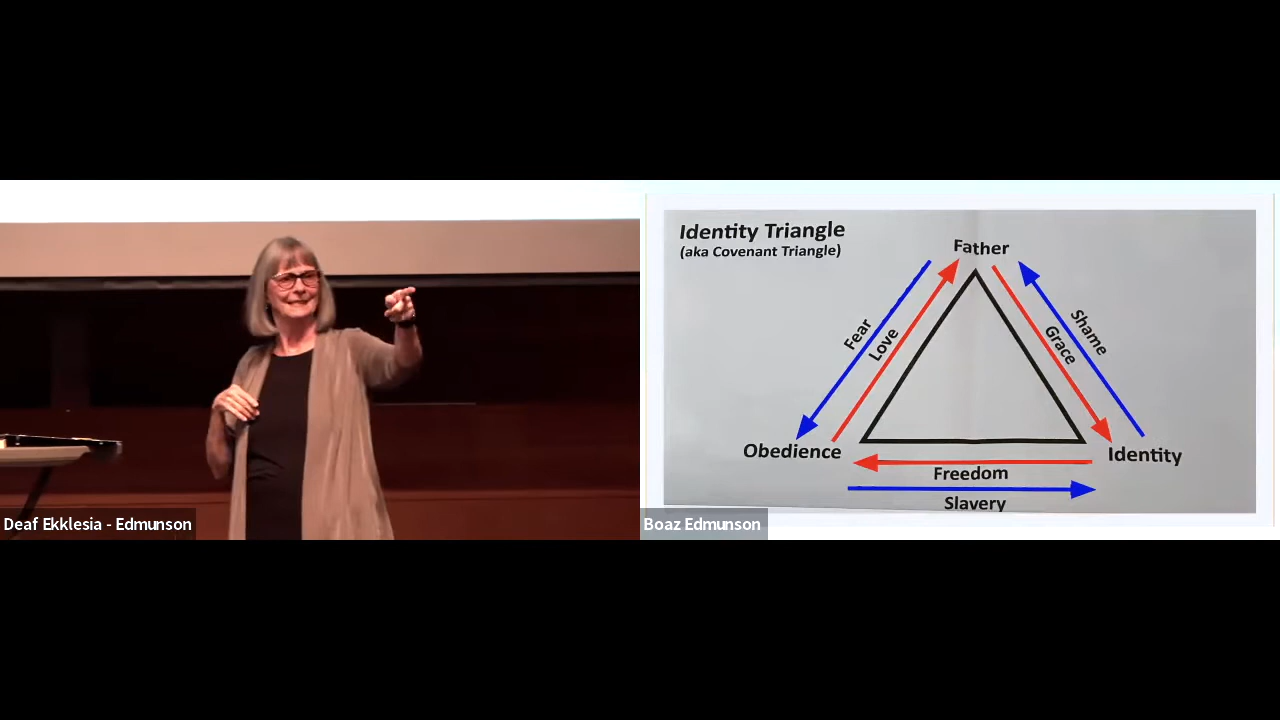 Identity Triangle
(aka Covenant Triangle)
Father
Fear
Love
Grace
Shame
Obedience
Identity
Freedom
Slavery
Deaf Ekklesia - Edmunson
Boaz Edmunson